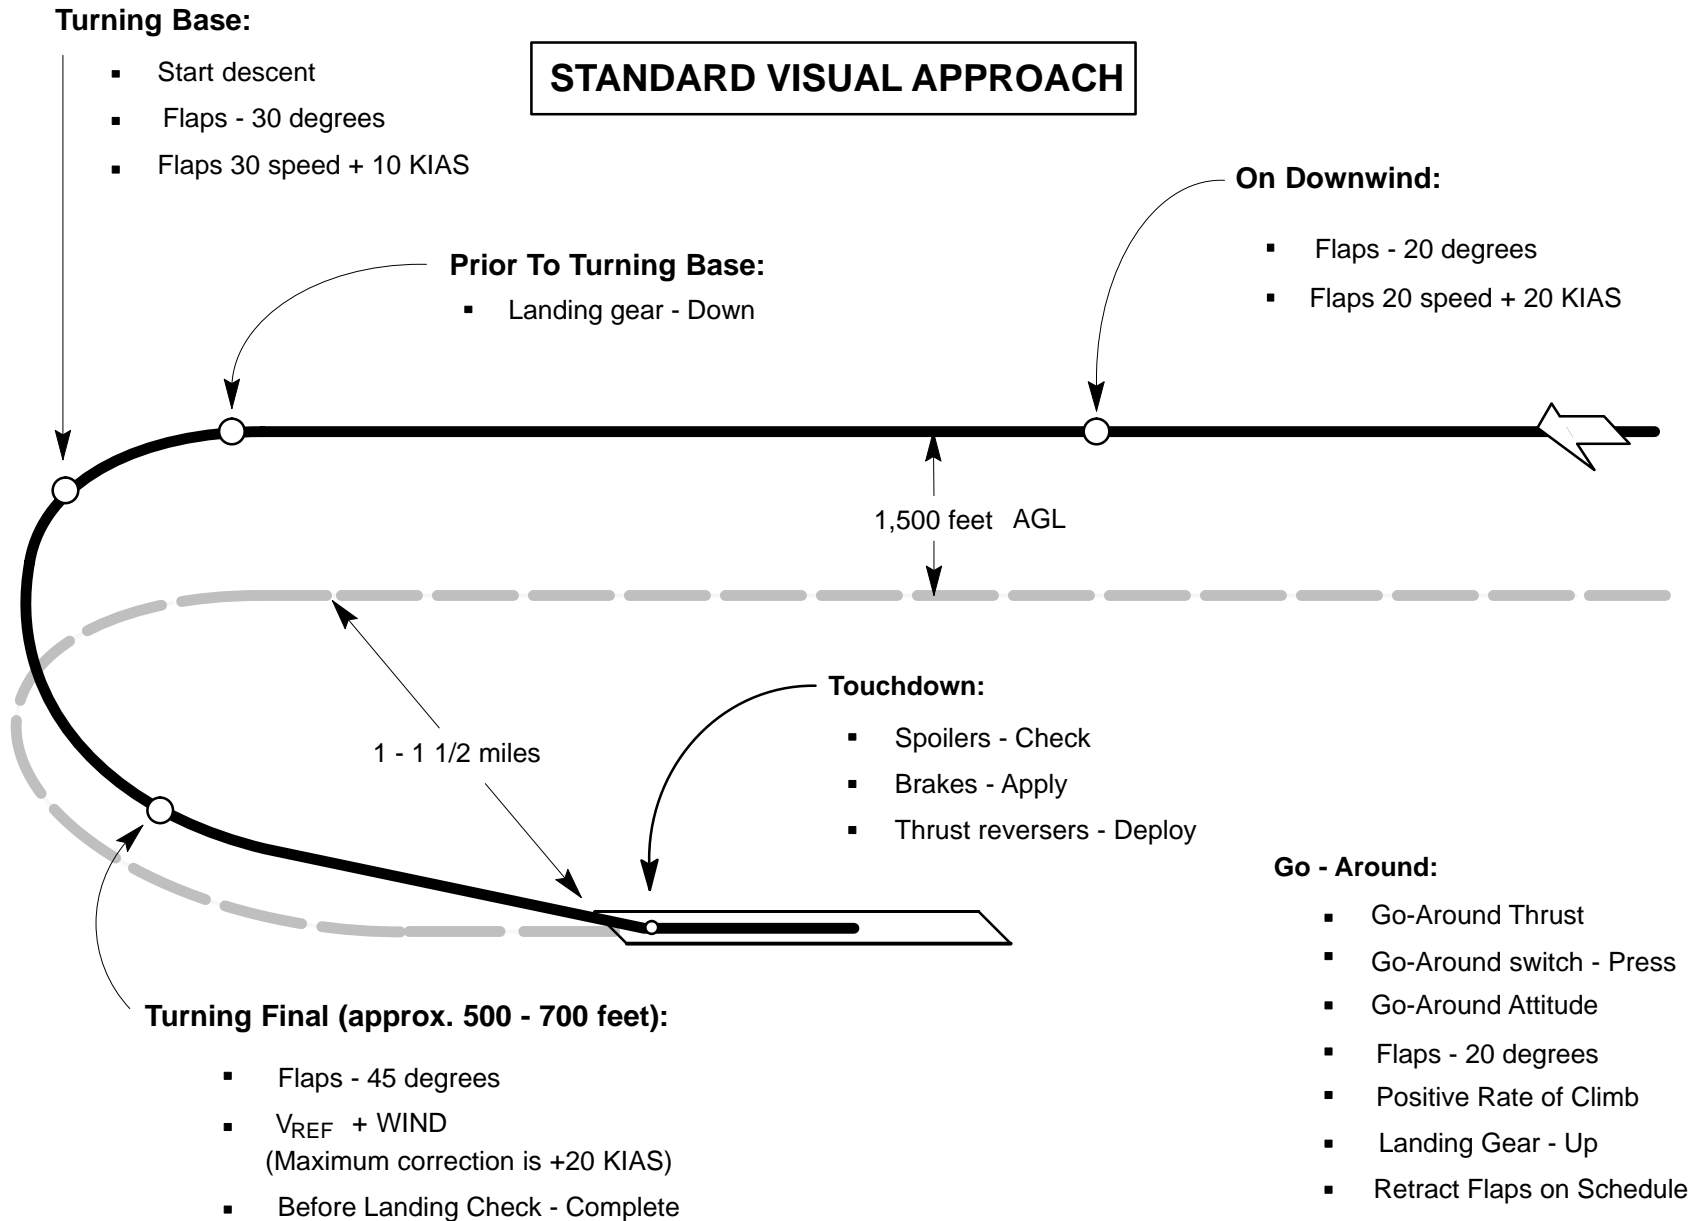 Turning Base:
▪ Start descent
▪ Flaps - 30 degrees
▪ Flaps 30 speed + 10 KIAS
STANDARD VISUAL APPROACH
On Downwind:
▪ Flaps - 20 degrees
▪ Flaps 20 speed + 20 KIAS
Prior To Turning Base:
▪ Landing gear - Down
1,500 feet AGL
1 - 1 1/2 miles
Touchdown:
▪ Spoilers - Check
▪ Brakes - Apply
▪ Thrust reversers - Deploy
Turning Final (approx. 500 - 700 feet):
▪ Flaps - 45 degrees
▪ VREF + WIND
(Maximum correction is +20 KIAS)
▪ Before Landing Check - Complete
Go - Around:
▪ Go-Around Thrust
▪ Go-Around switch - Press
▪ Go-Around Attitude
▪ Flaps - 20 degrees
▪ Positive Rate of Climb
▪ Landing Gear - Up
▪ Retract Flaps on Schedule